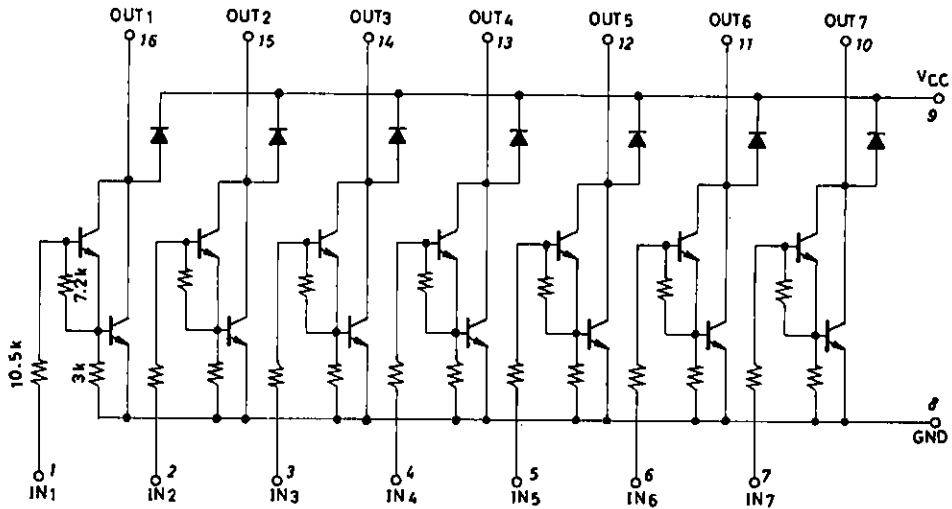 OUT1 OUT2 OUT3 OUT4 OUT5 OUT6 OUT7
16 15 14 13 12 11 10
VCC
9
7.2k
10.5k
3k
8
GND
1 2 3 4 5 6 7
IN1 IN2 IN3 IN4 IN5 IN6 IN7